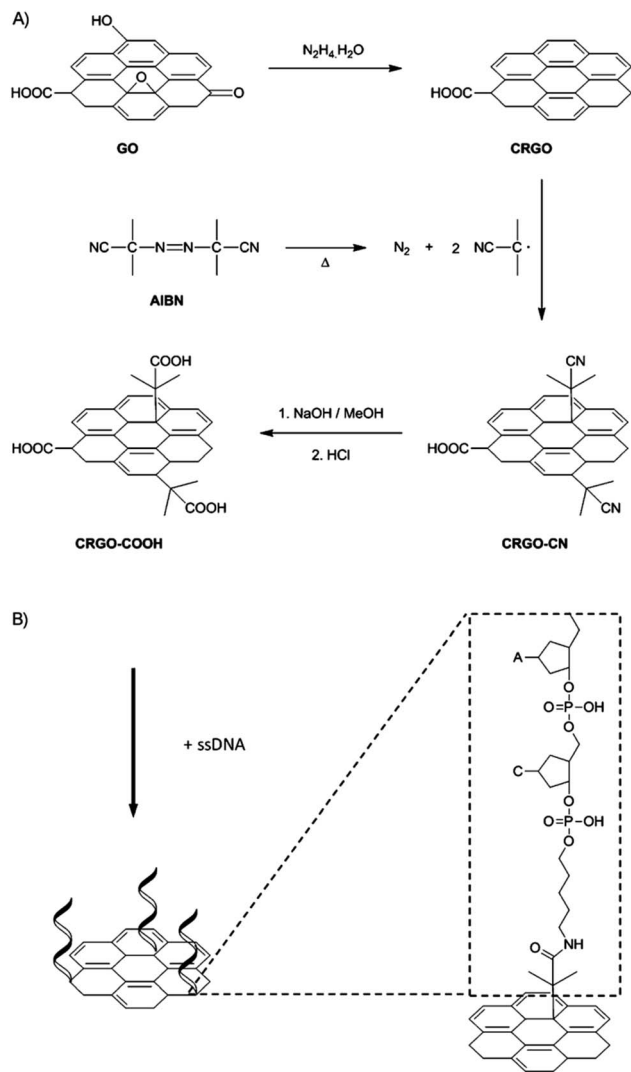 A)
HO
HOOC
O
O
GO
N2H4.H2O
HOOC
CRGO
NC C N N C CN
AIBN
Δ
N2 + 2 NC C ·
COOH
HOOC
COOH
CRGO-COOH
1. NaOH / MeOH
2. HCl
CN
HOOC
CN
CRGO-CN
B)
+ ssDNA
A
O
O=P-OH
O
C
O
O=P-OH
O
O NH